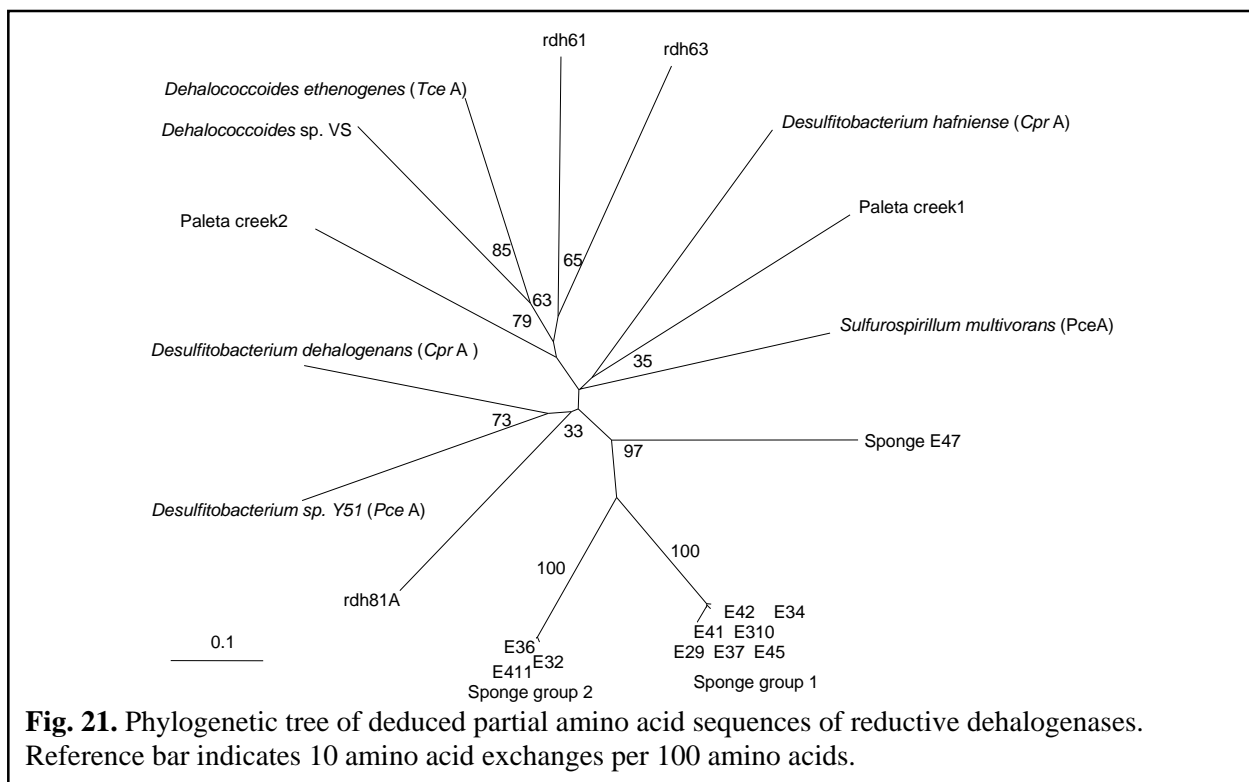 rdh61
rdh63
Dehalococcoides ethenogenes (Tce A)
Desulfitobacterium hafniense (Cpr A)
Dehalococcoides sp. VS
Paleta creek1
Paleta creek2
85
65
63
79
Sulfurospirillum multivorans (PceA)
Desulfitobacterium dehalogenans (Cpr A )
35
73
33
Sponge E47
97
Desulfitobacterium sp. Y51 (Pce A)
100
100
rdh81A
E42 E34
E41 E310
E29 E37 E45
Sponge group 1
E36
E32
E411
Sponge group 2
0.1
Fig. 21. Phylogenetic tree of deduced partial amino acid sequences of reductive dehalogenases.
Reference bar indicates 10 amino acid exchanges per 100 amino acids.